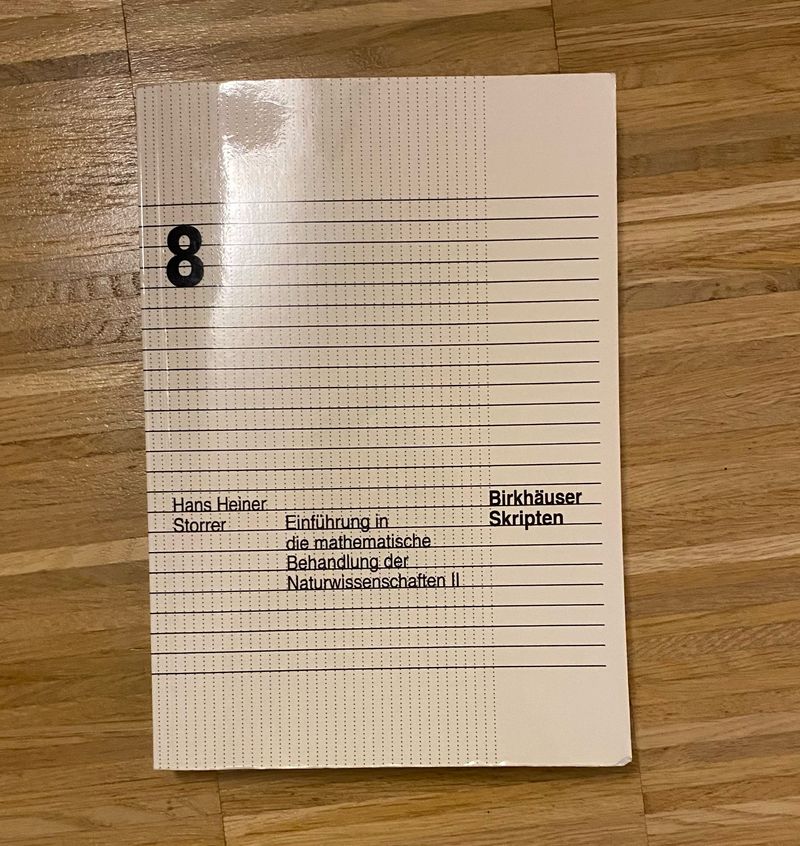 8
Hans Heiner
Storrer
Einführung in
die mathematische
Behandlung der
Naturwissenschaften II
Birkhäuser
Skripten